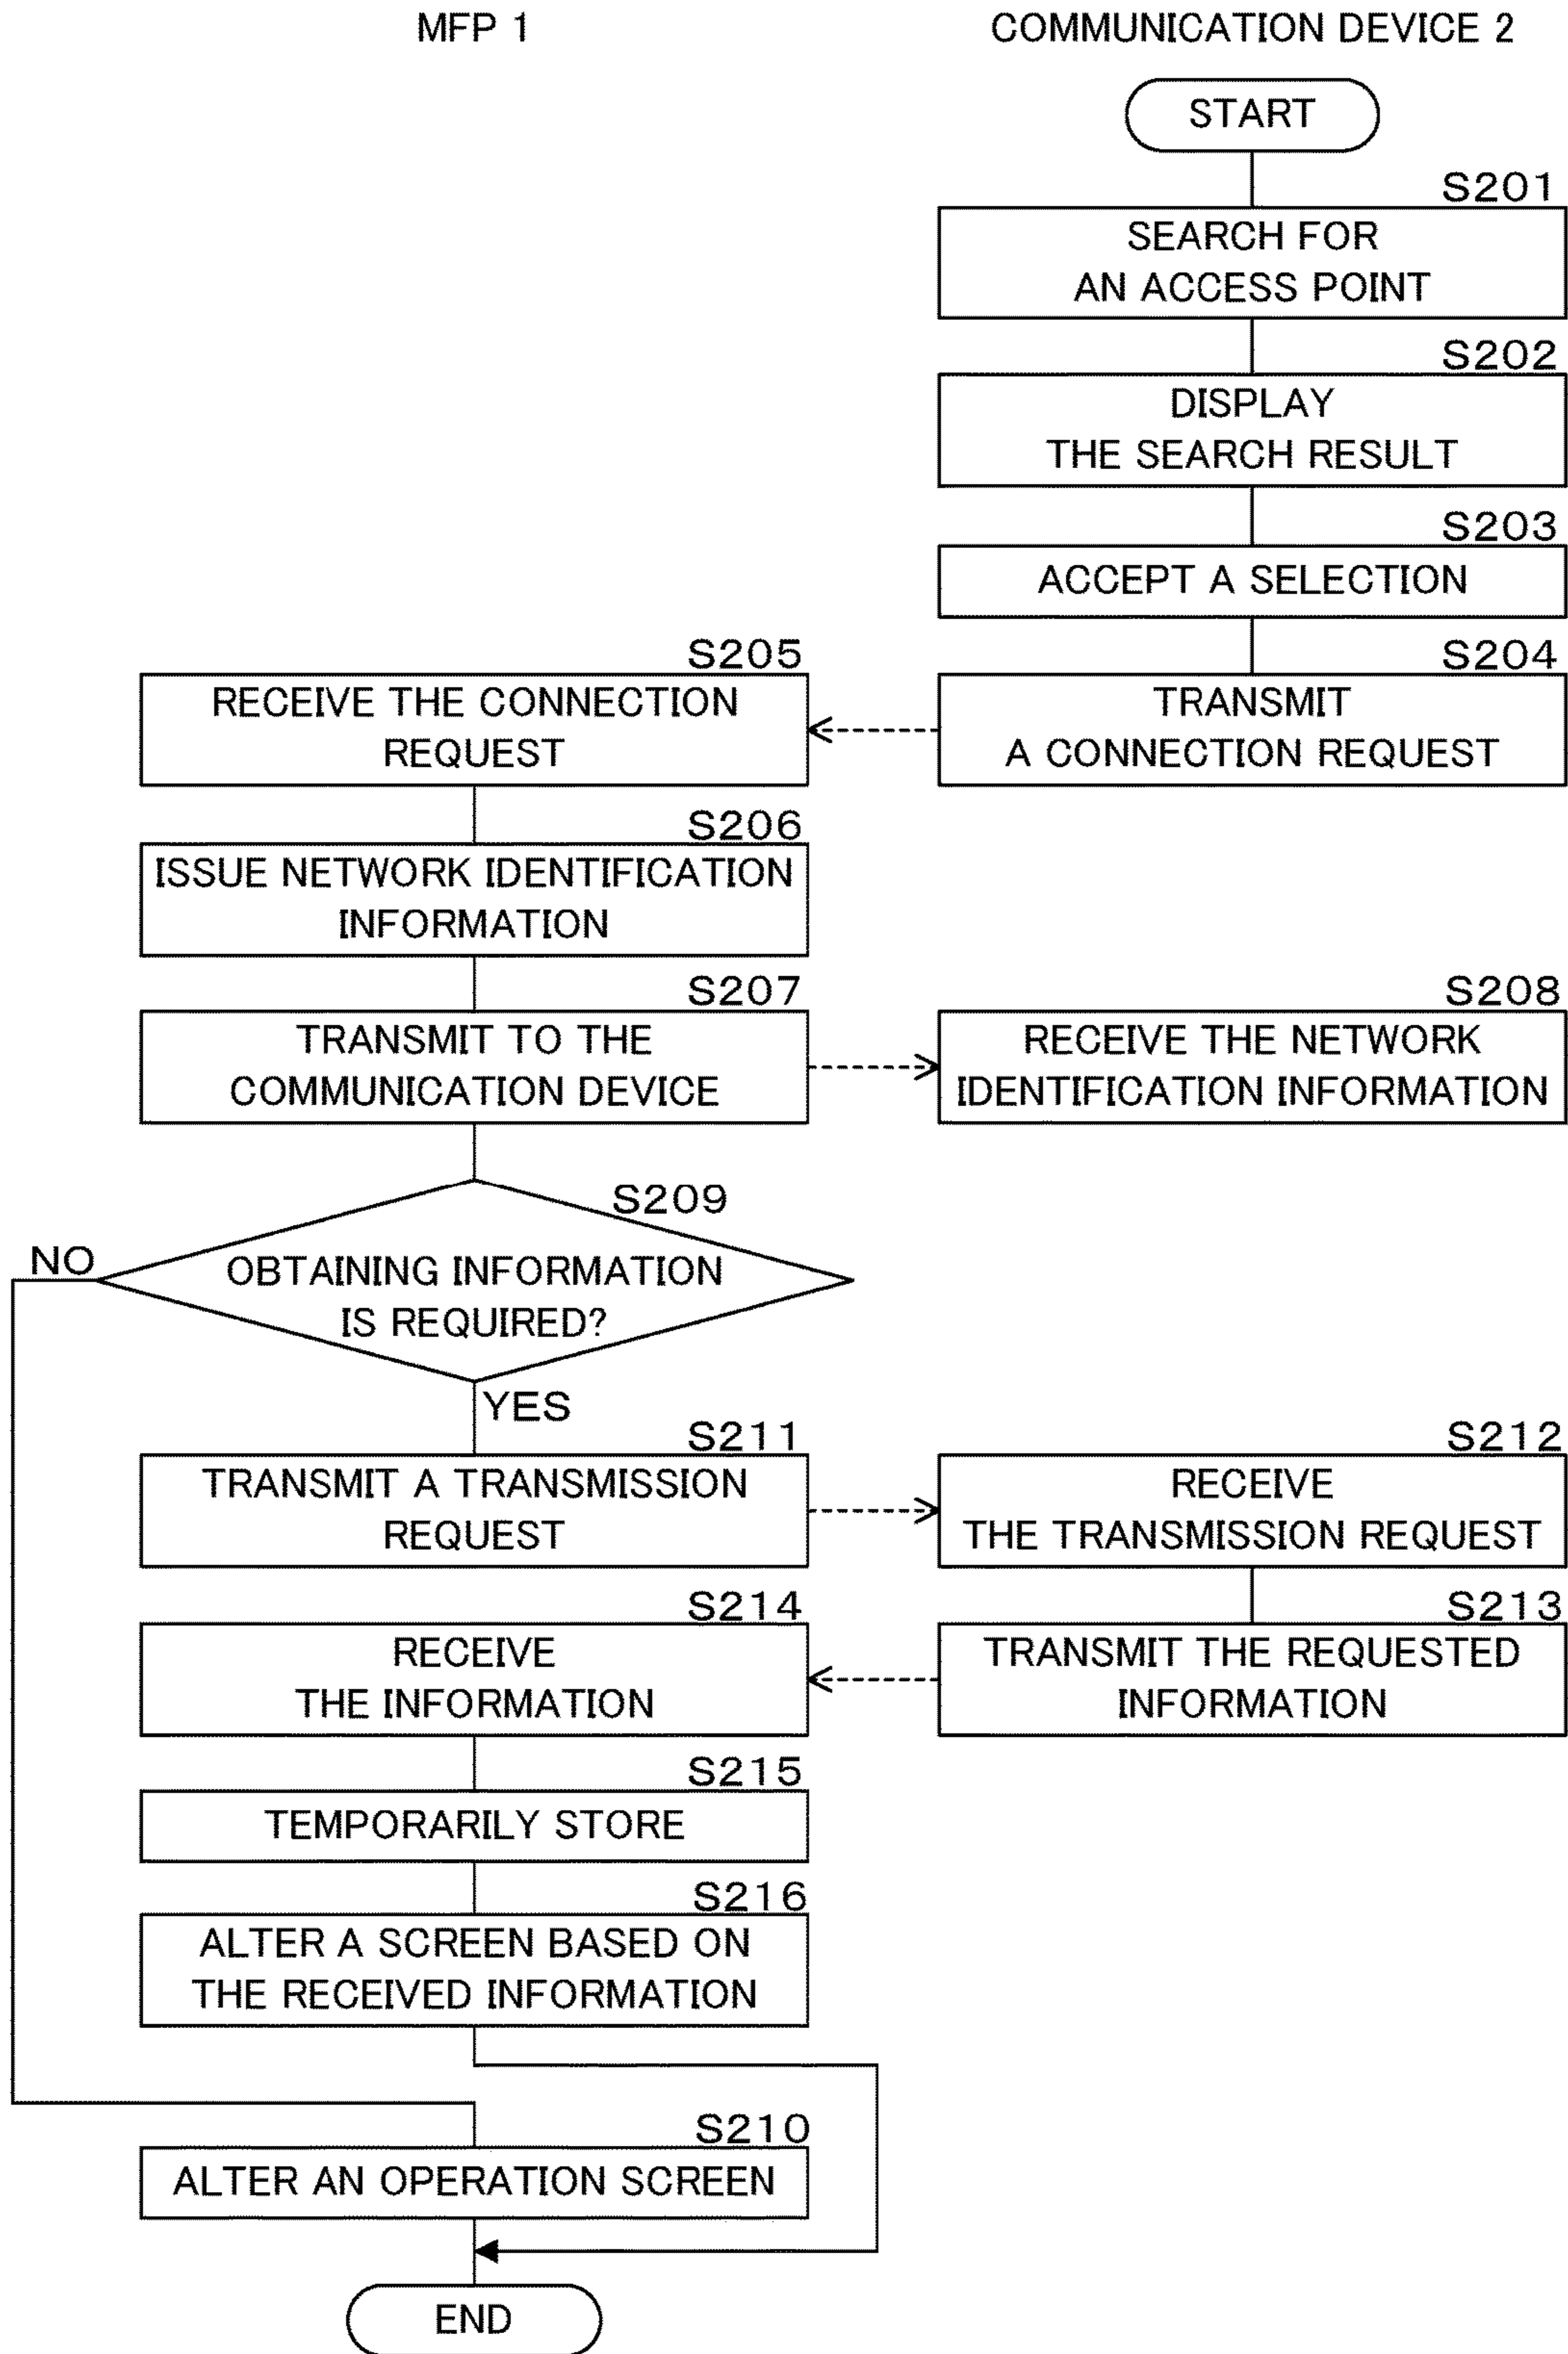 MFP 1
COMMUNICATION DEVICE 2
START
S201
SEARCH FOR
AN ACCESS POINT
S202
DISPLAY
THE SEARCH RESULT
S203
ACCEPT A SELECTION
S204
TRANSMIT
A CONNECTION REQUEST
S205
RECEIVE THE CONNECTION
REQUEST
S206
ISSUE NETWORK IDENTIFICATION
INFORMATION
S207
TRANSMIT TO THE
COMMUNICATION DEVICE
S208
RECEIVE THE NETWORK
IDENTIFICATION INFORMATION
S209
OBTAINING INFORMATION
IS REQUIRED?
NO
YES
S211
TRANSMIT A TRANSMISSION
REQUEST
S212
RECEIVE
THE TRANSMISSION REQUEST
S213
TRANSMIT THE REQUESTED
INFORMATION
S214
RECEIVE
THE INFORMATION
S215
TEMPORARILY STORE
S216
ALTER A SCREEN BASED ON
THE RECEIVED INFORMATION
S210
ALTER AN OPERATION SCREEN
END